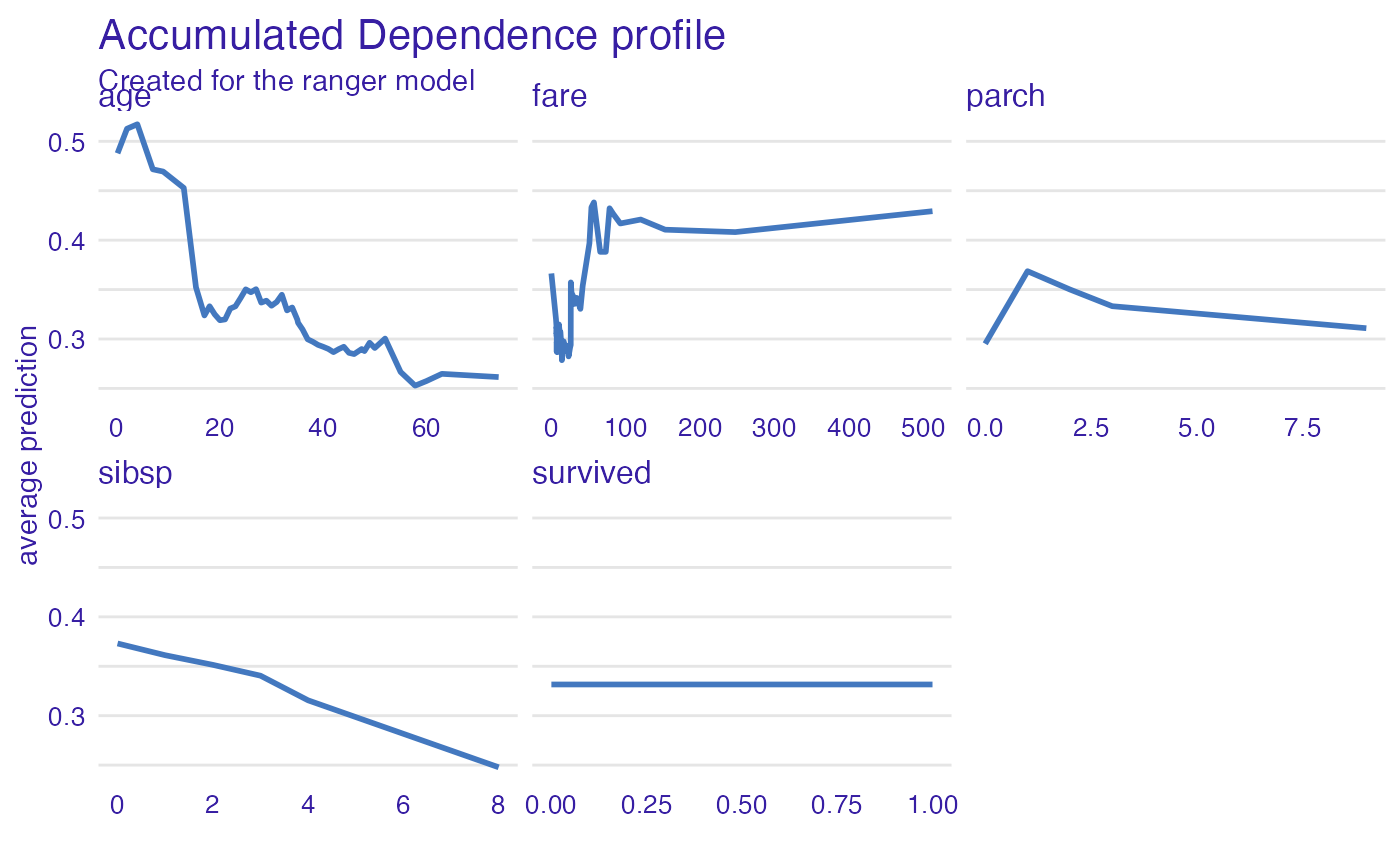 Accumulated Dependence profile
Created for the ranger model
age
fare
parch
0.5
0.4
0.3
0 20 40 60
0 100 200 300 400 500
0.0 2.5 5.0 7.5
average prediction
sibsp
survived
0.5
0.4
0.3
0 2 4 6 8
0.00 0.25 0.50 0.75 1.00